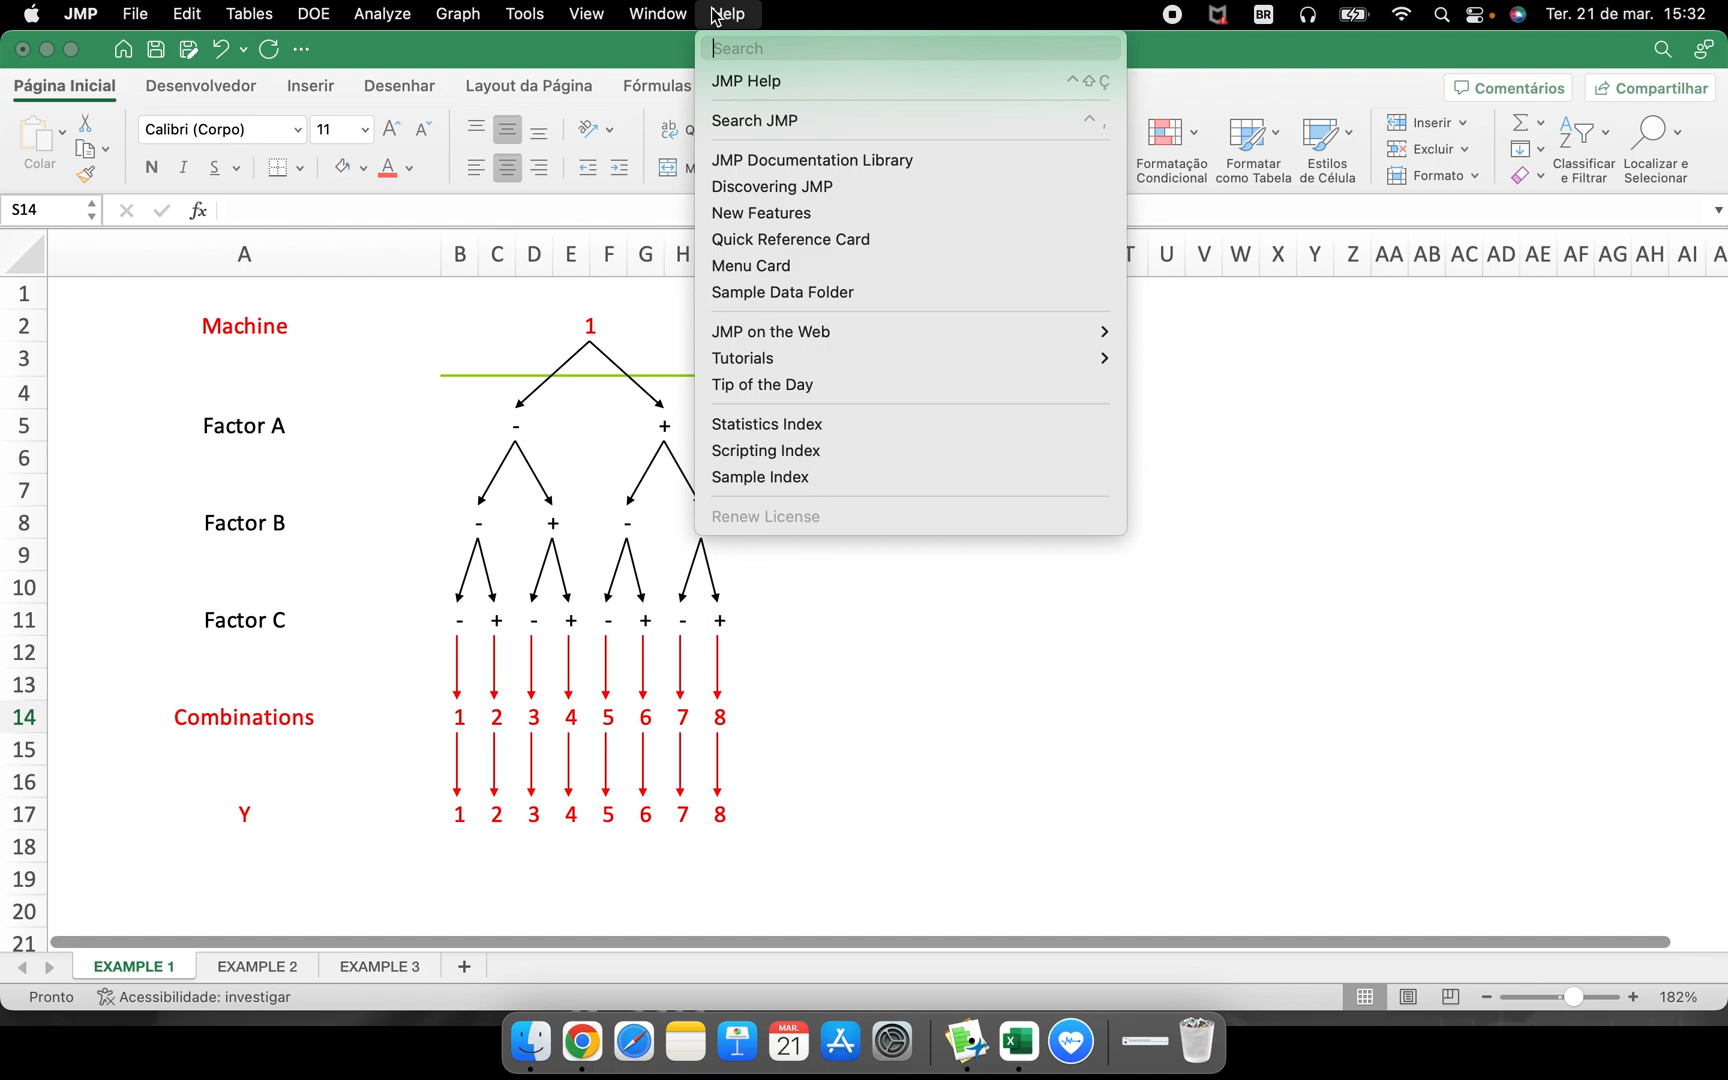 JMP File Edit Tables DOE Analyze Graph Tools View Window Help BR Ter. 21 de mar. 15:32
Search
Página Inicial Desenvolvedor Inserir Desenhar Layout da Página Fórmulas Comentários Compartilhar
JMP Help ^⇧Ç
Search JMP ^ ,
JMP Documentation Library
Discovering JMP
New Features
Quick Reference Card
Menu Card
Sample Data Folder
JMP on the Web
Tutorials
Tip of the Day
Statistics Index
Scripting Index
Sample Index
Renew License
Colar Calibri (Corpo) 11 A^ A˅ ab
N I S A
Formatação Condicional
Formatar como Tabela
Estilos de Célula
Inserir
Excluir
Formato
Classificar e Filtrar
Localizar e Selecionar
S14 fx
A B C D E F G H T U V W X Y Z AA AB AC AD AE AF AG AH AI A
1
2 Machine 1
3
4
5 Factor A - +
6
7
8 Factor B - + -
9
10
11 Factor C - + - + - + - +
12
13
14 Combinations 1 2 3 4 5 6 7 8
15
16
17 Y 1 2 3 4 5 6 7 8
18
19
20
21
EXAMPLE 1 EXAMPLE 2 EXAMPLE 3 +
Pronto Acessibilidade: investigar - + 182%
MAR. 21